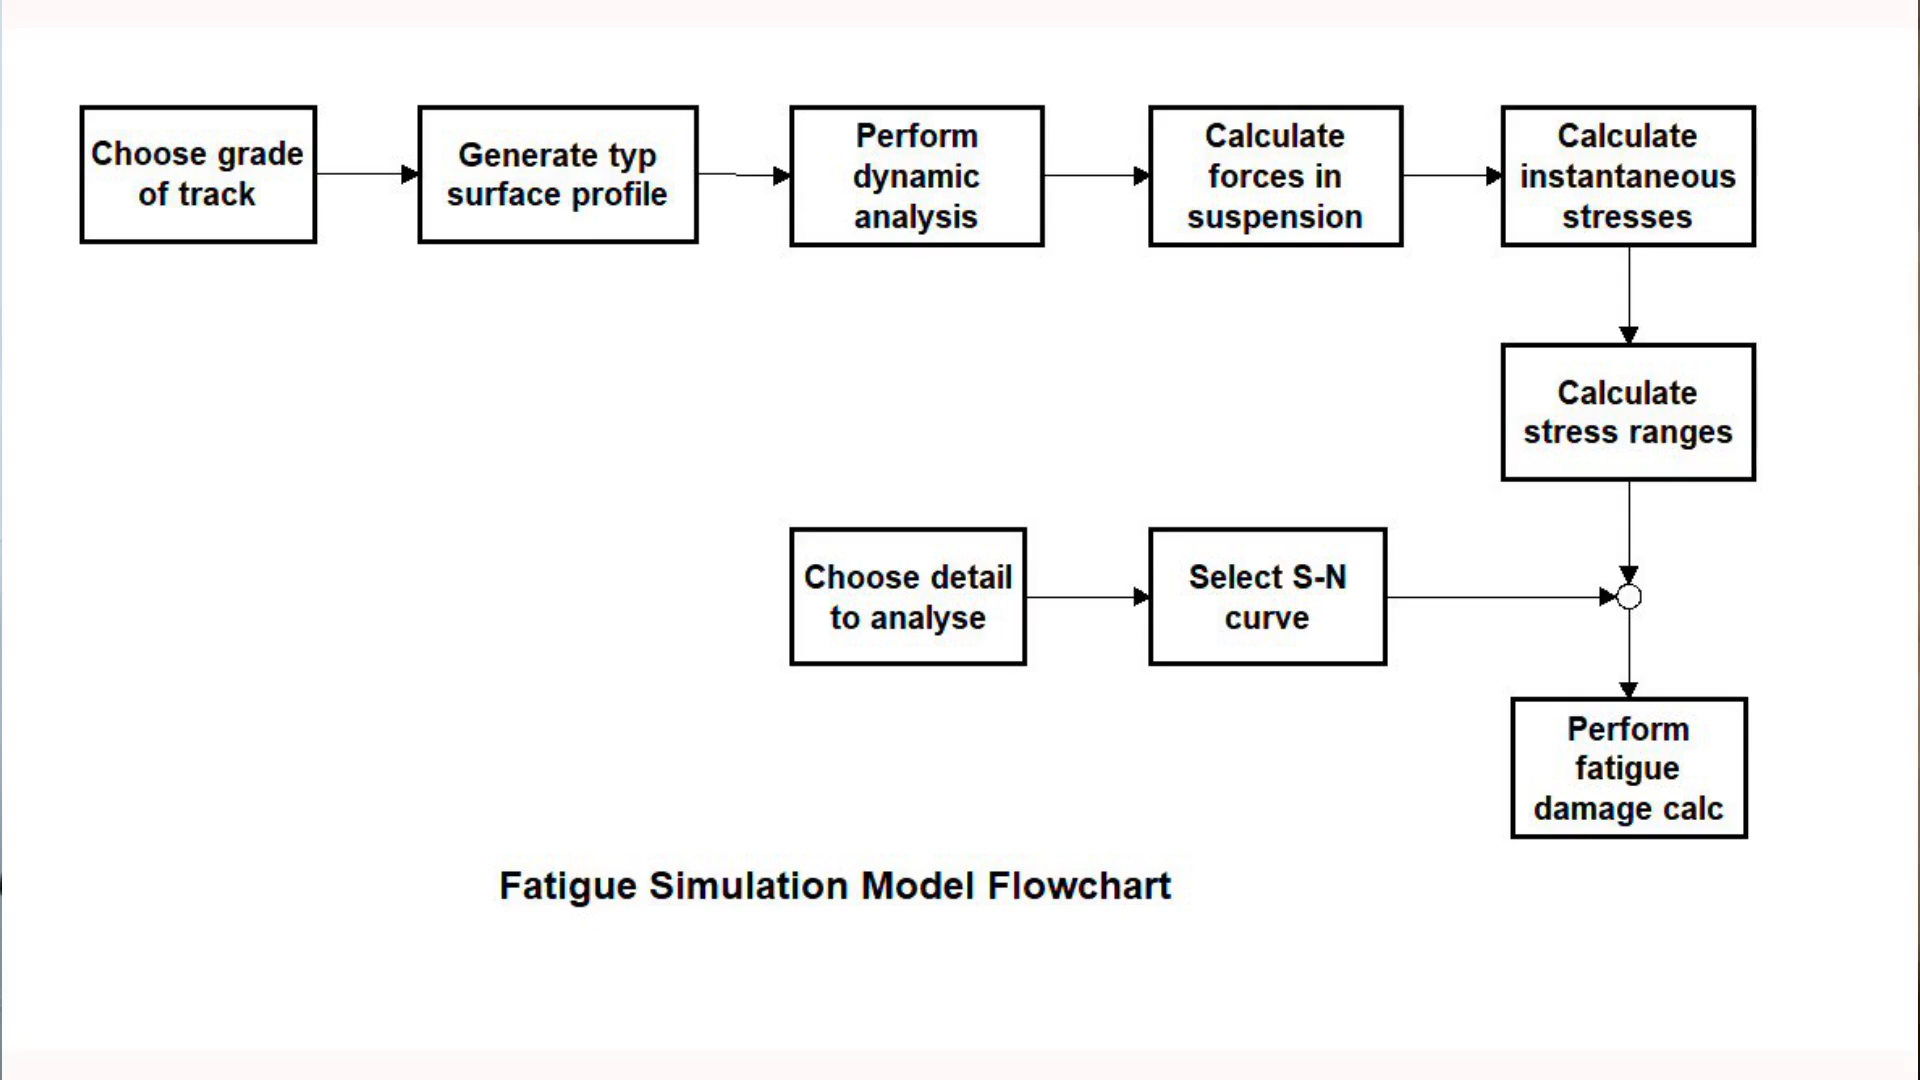 Choose grade
of track
Generate typ
surface profile
Perform
dynamic
analysis
Calculate
forces in
suspension
Calculate
instantaneous
stresses
Calculate
stress ranges
Choose detail
to analyse
Select S-N
curve
Perform
fatigue
damage calc
Fatigue Simulation Model Flowchart